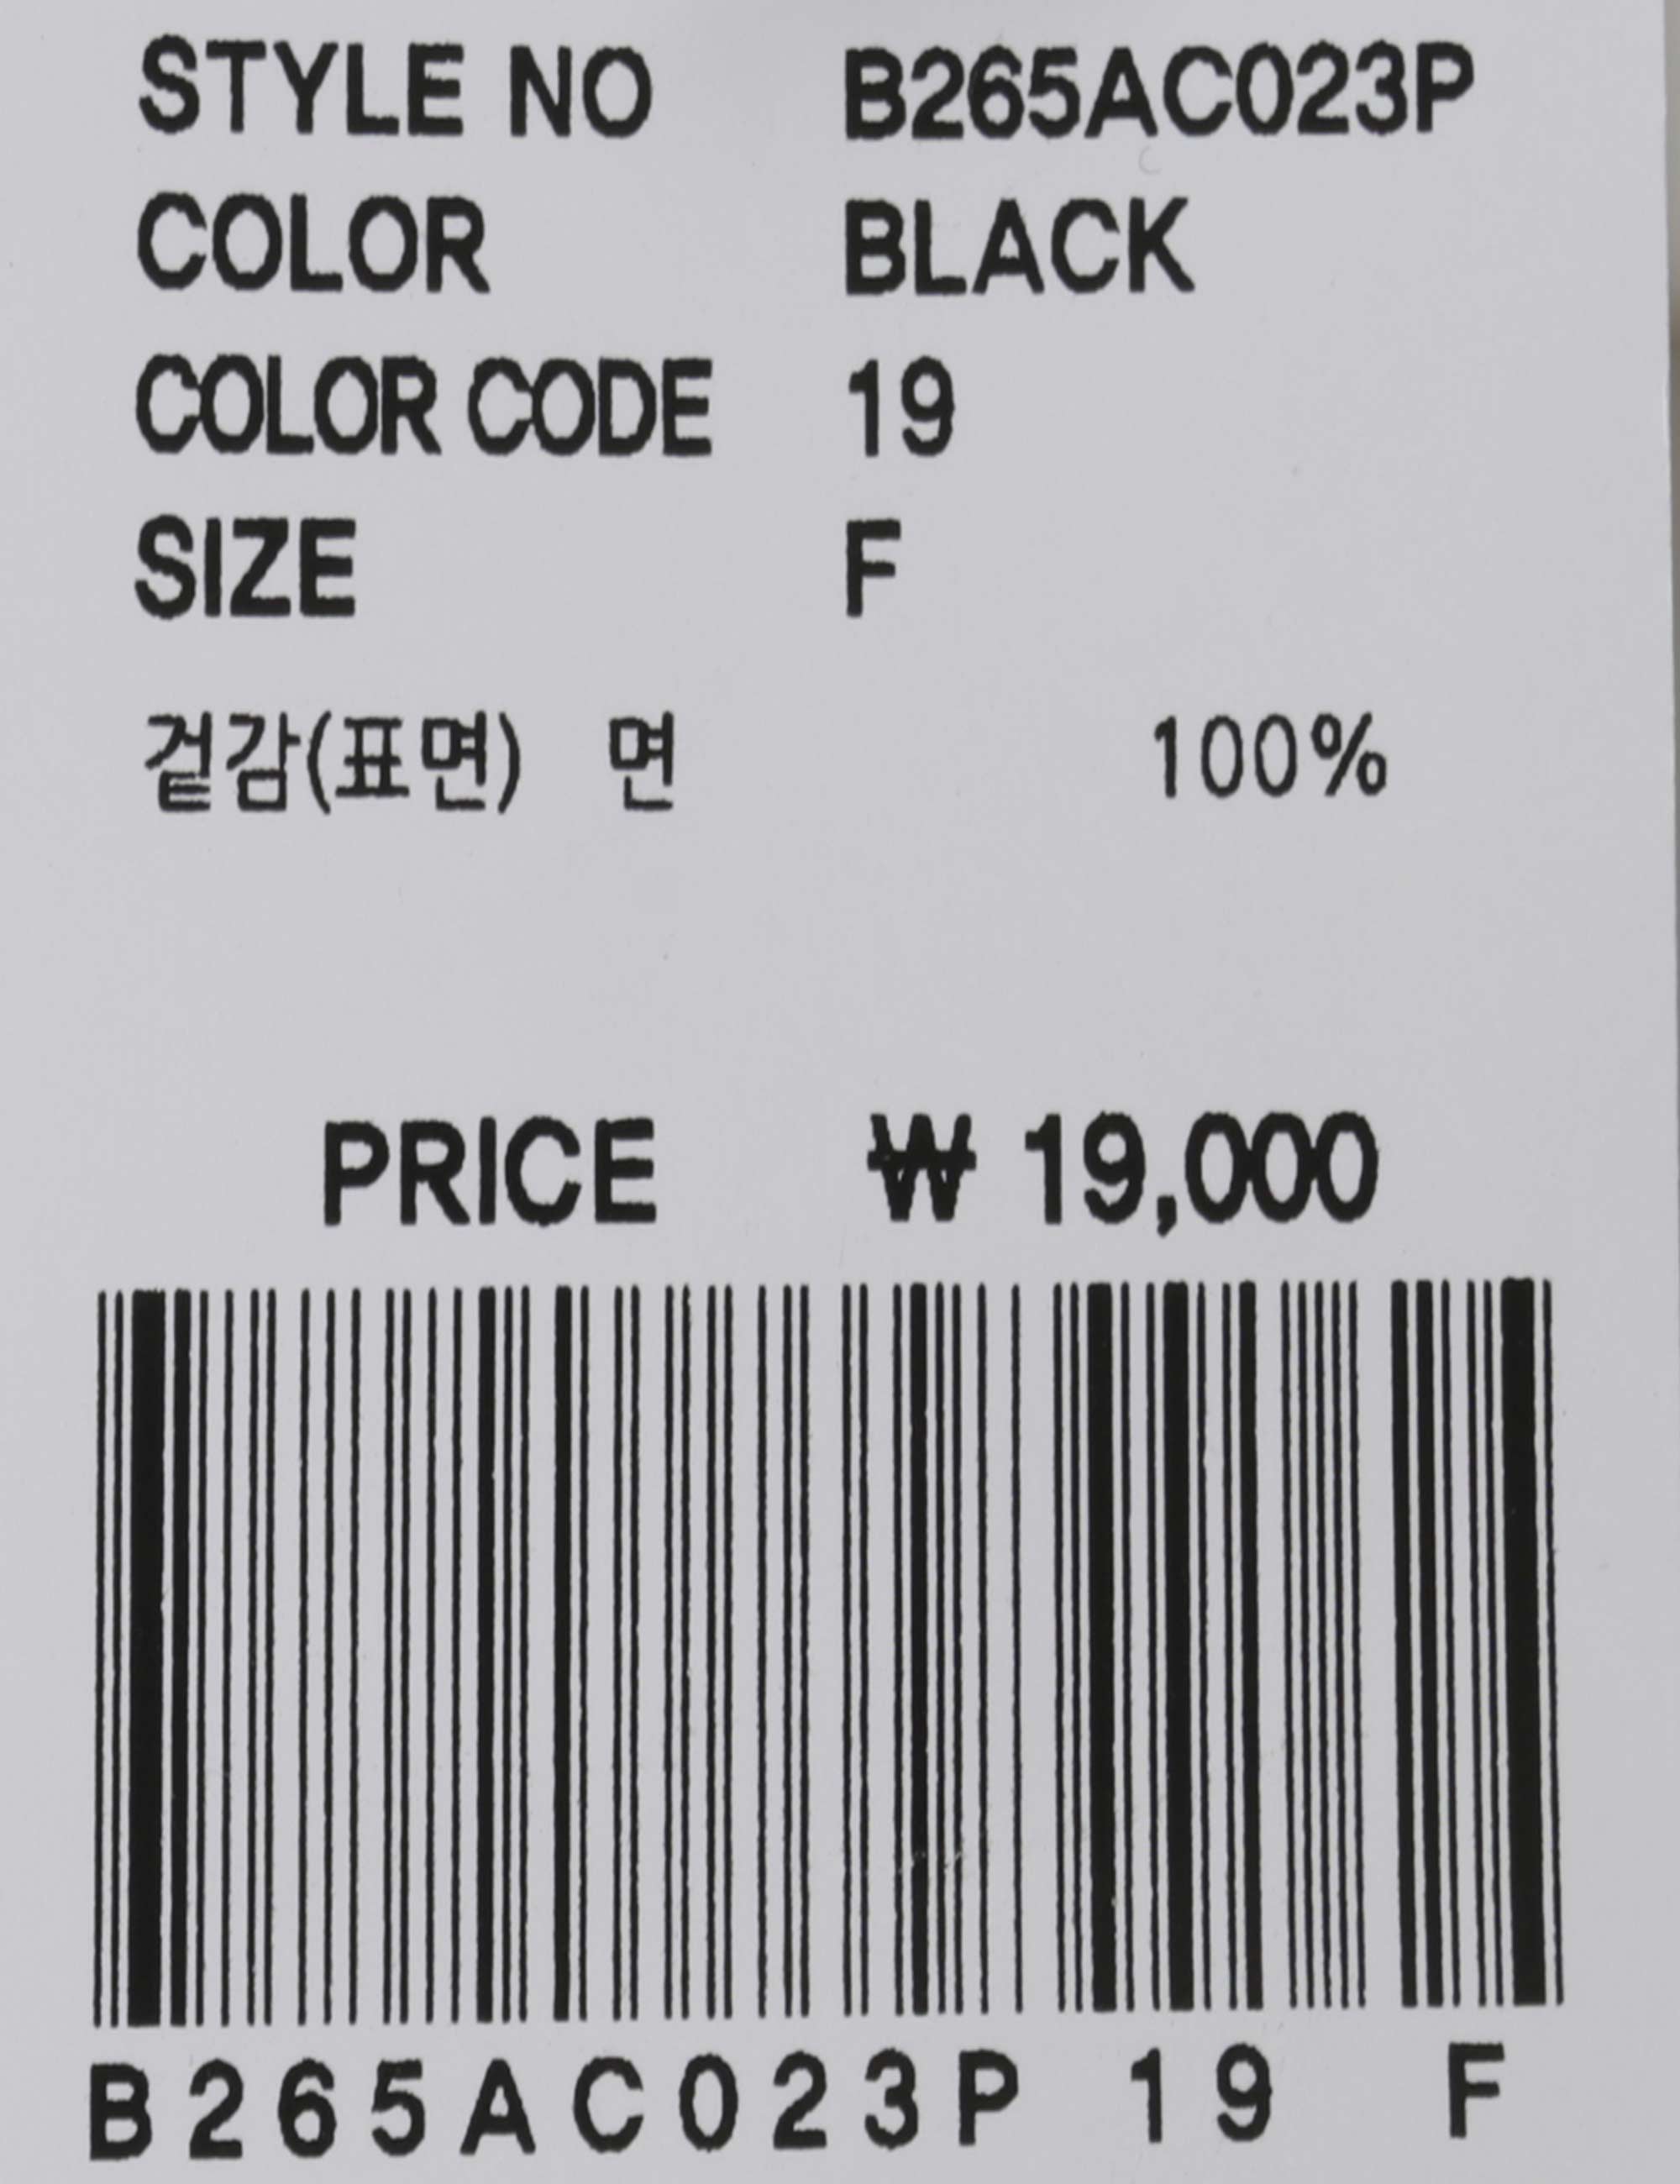 STYLE NO B265AC023P
COLOR BLACK
COLOR CODE 19
SIZE F
겉감(표면) 면 100%
PRICE ₩ 19,000
B265AC023P 19 F